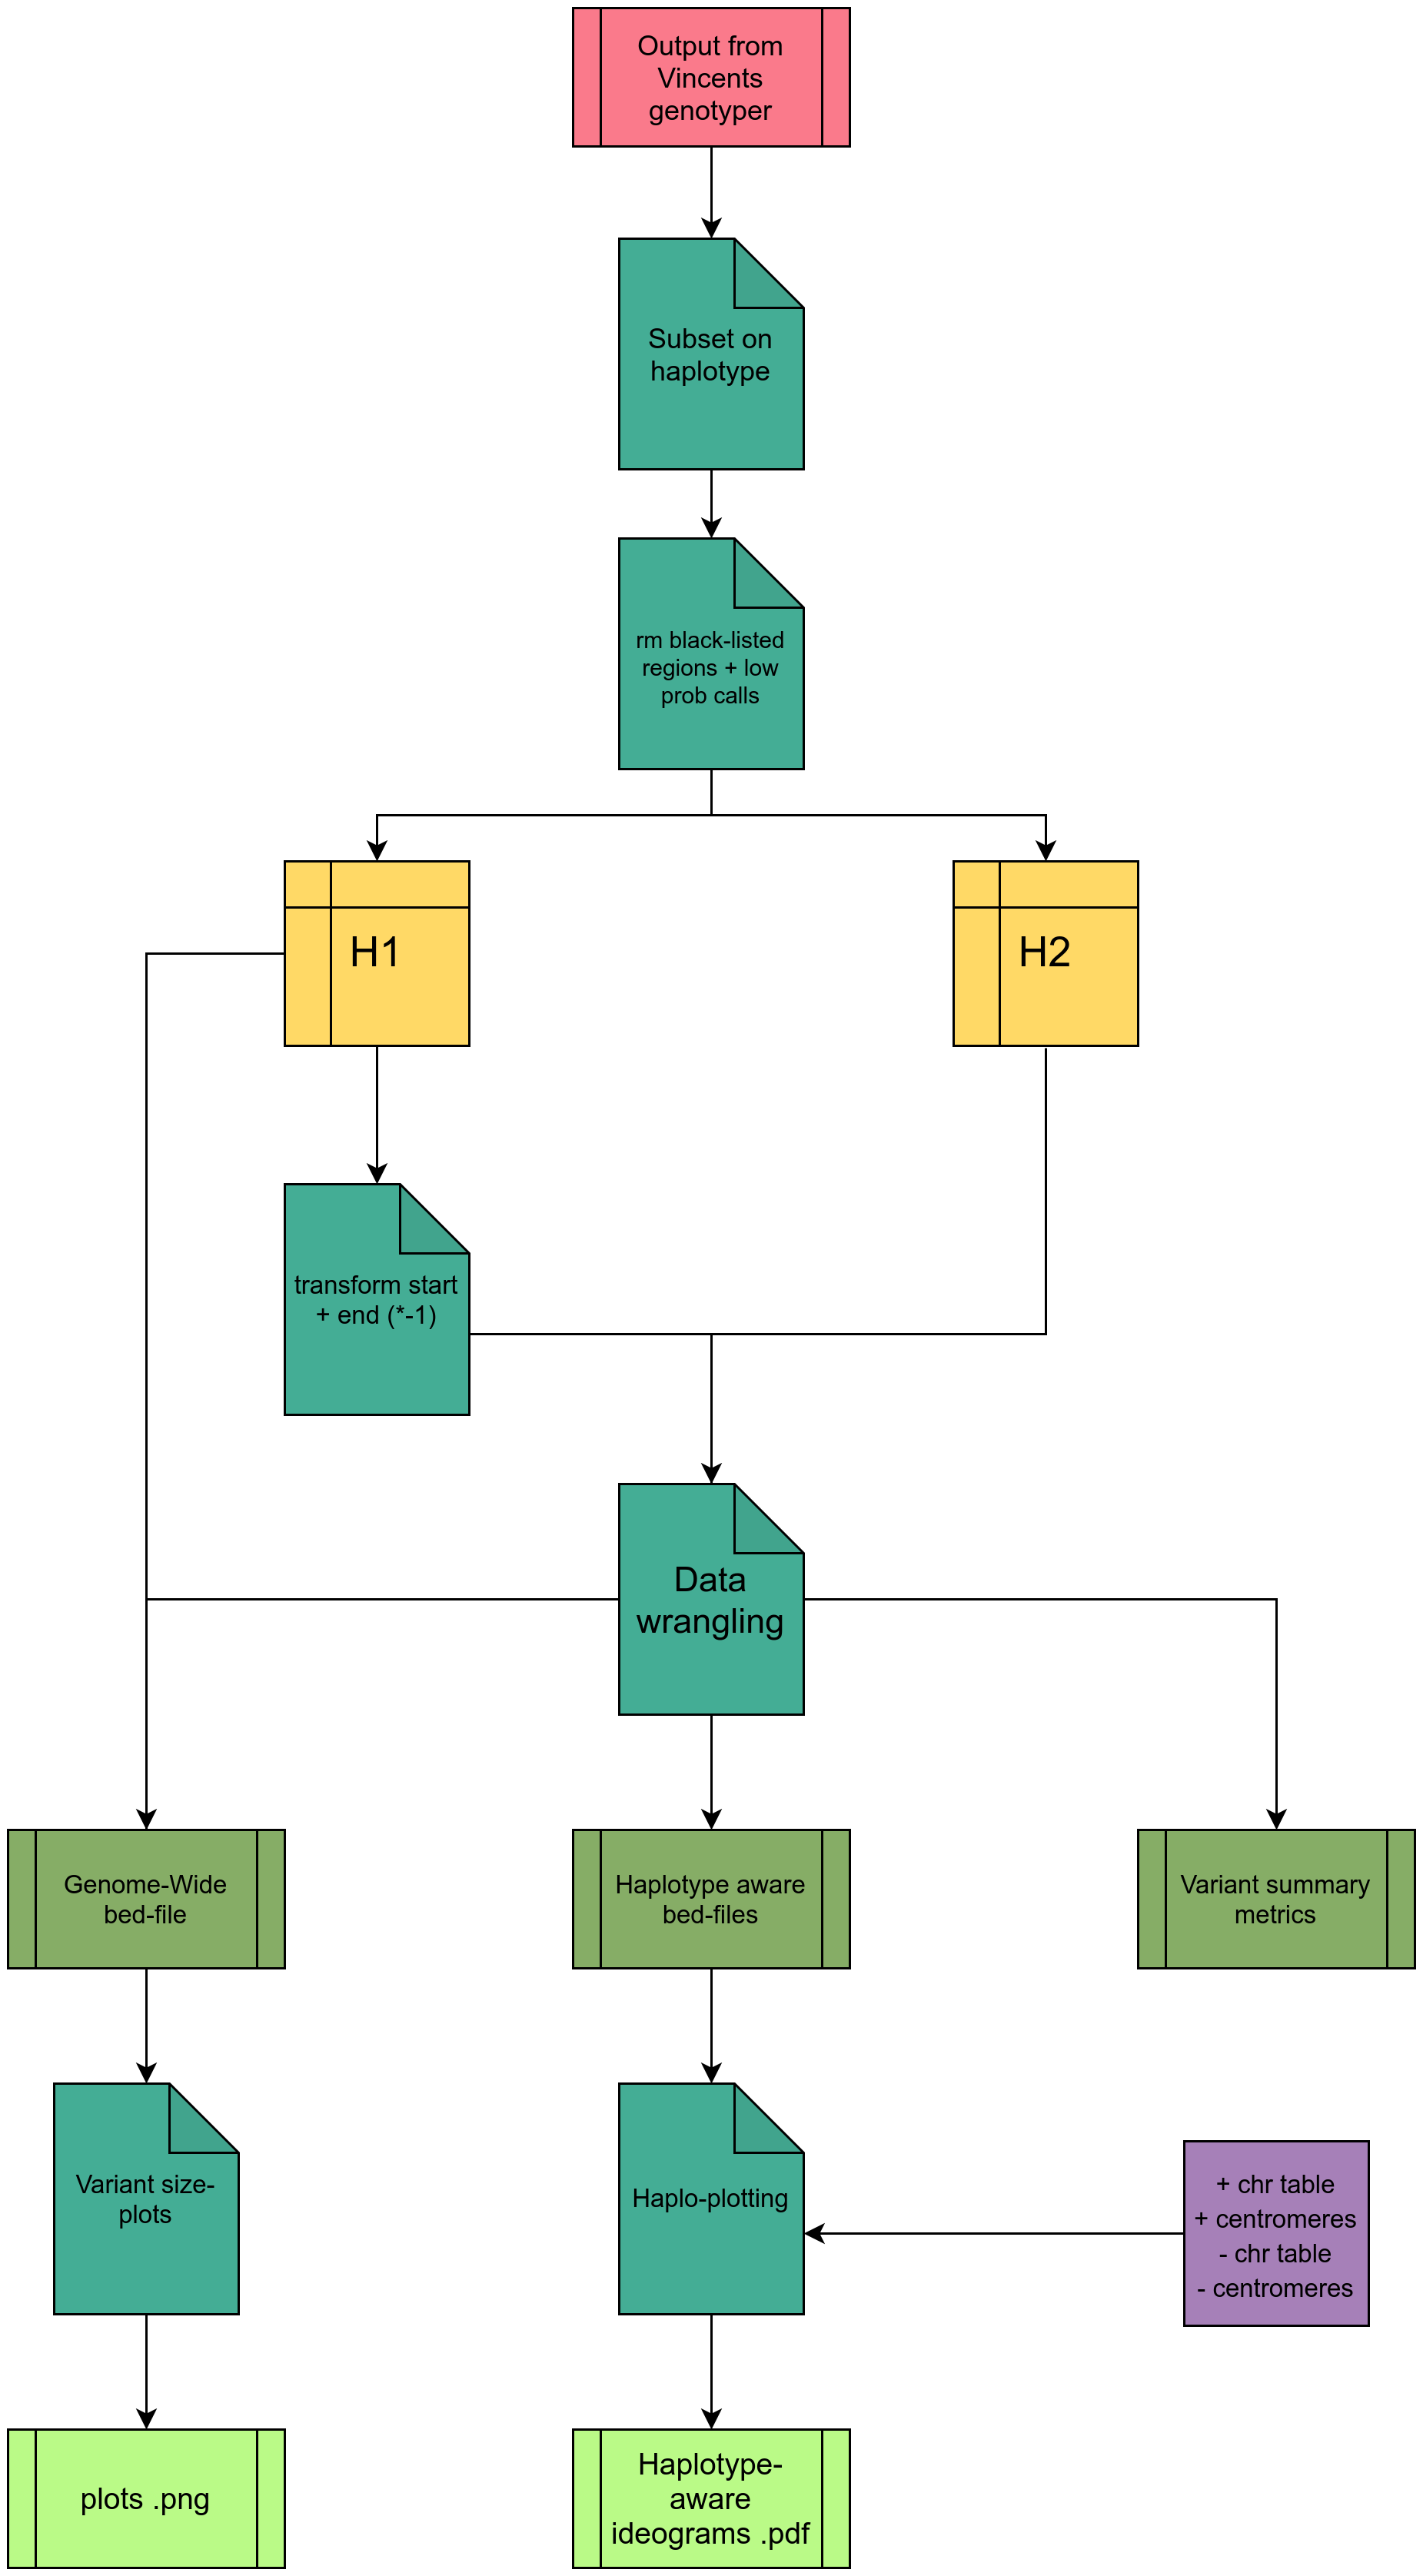 Output from
Vincents
genotyper
Subset on
haplotype
rm black-listed
regions + low
prob calls
H1
H2
transform start
+ end (*-1)
Data
wrangling
Genome-Wide
bed-file
Haplotype aware
bed-files
Variant summary
metrics
Variant size-
plots
Haplo-plotting
+ chr table
+ centromeres
- chr table
- centromeres
plots .png
Haplotype-
aware
ideograms .pdf